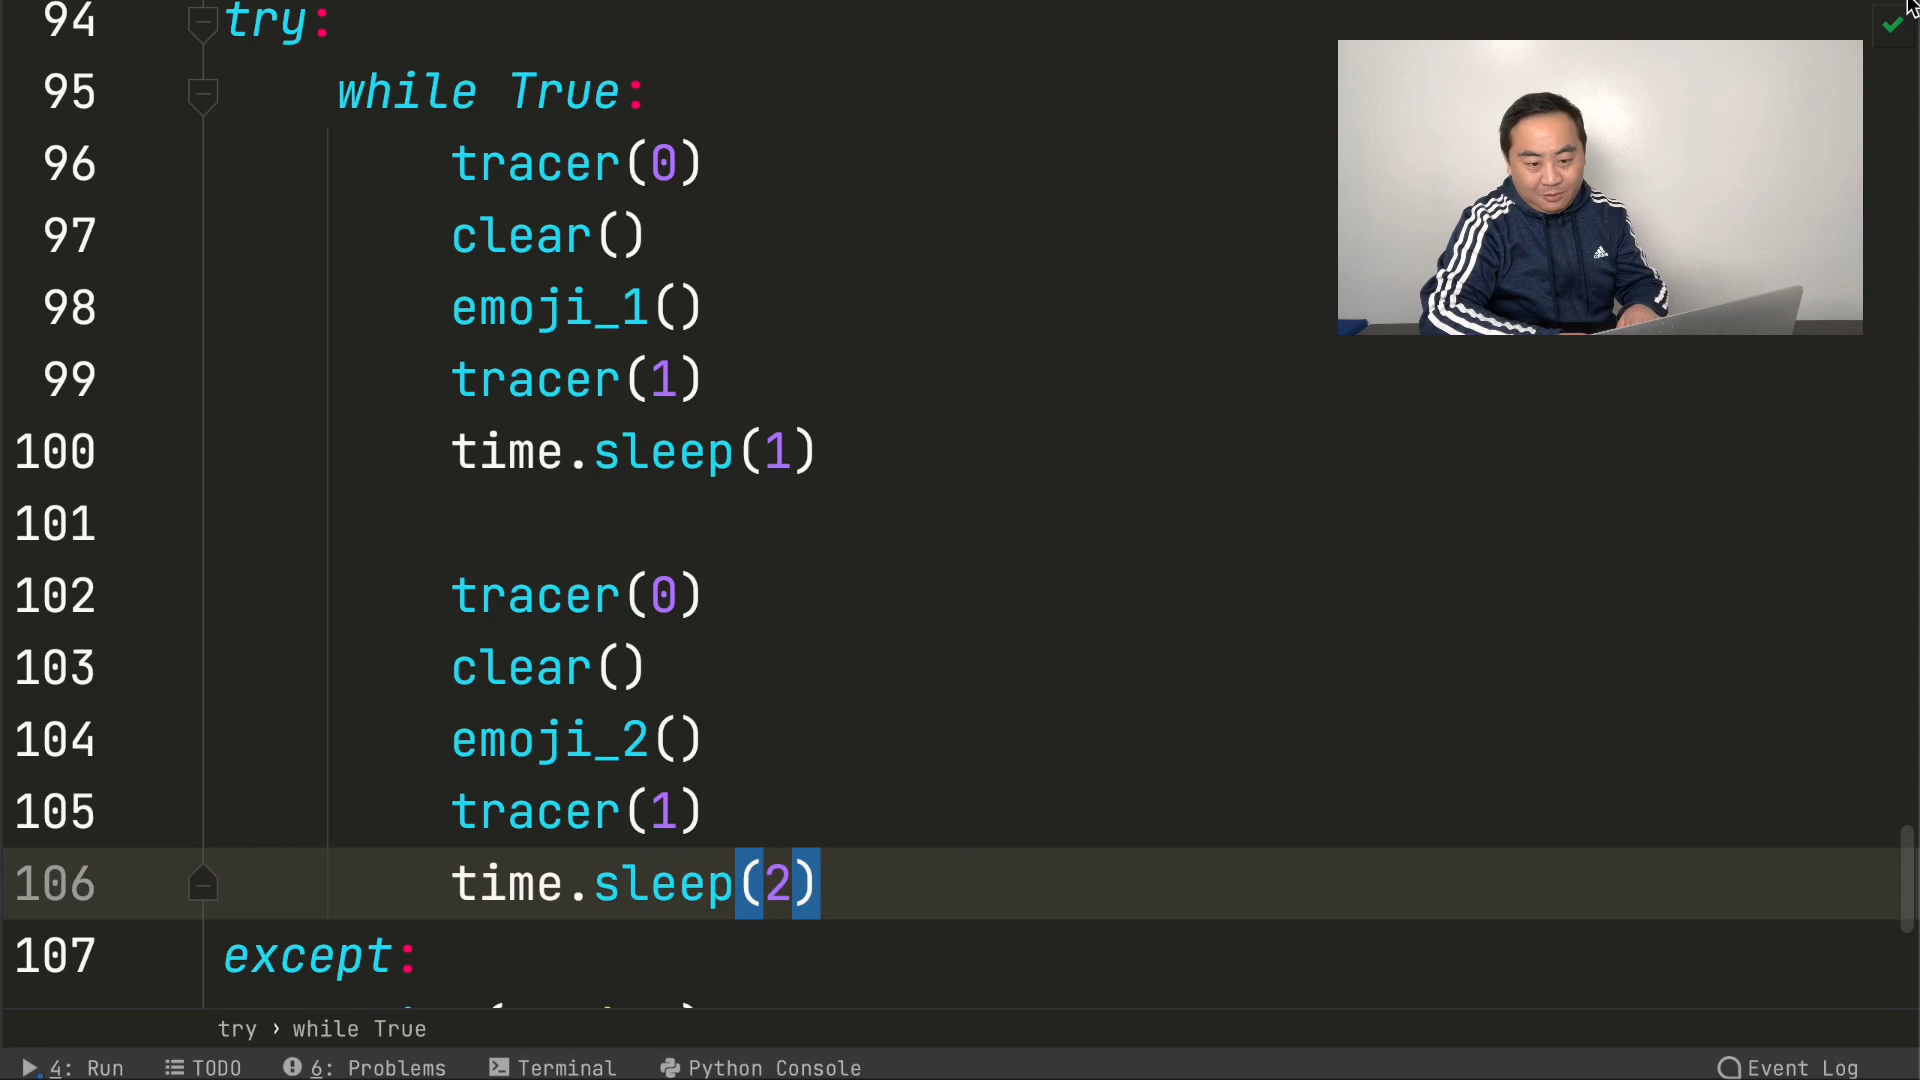 94 try:
95 while True:
96 tracer(0)
97 clear()
98 emoji_1()
99 tracer(1)
100 time.sleep(1)
101
102 tracer(0)
103 clear()
104 emoji_2()
105 tracer(1)
106 time.sleep(2)
107 except:
try › while True
4: Run TODO 6: Problems Terminal Python Console Event Log